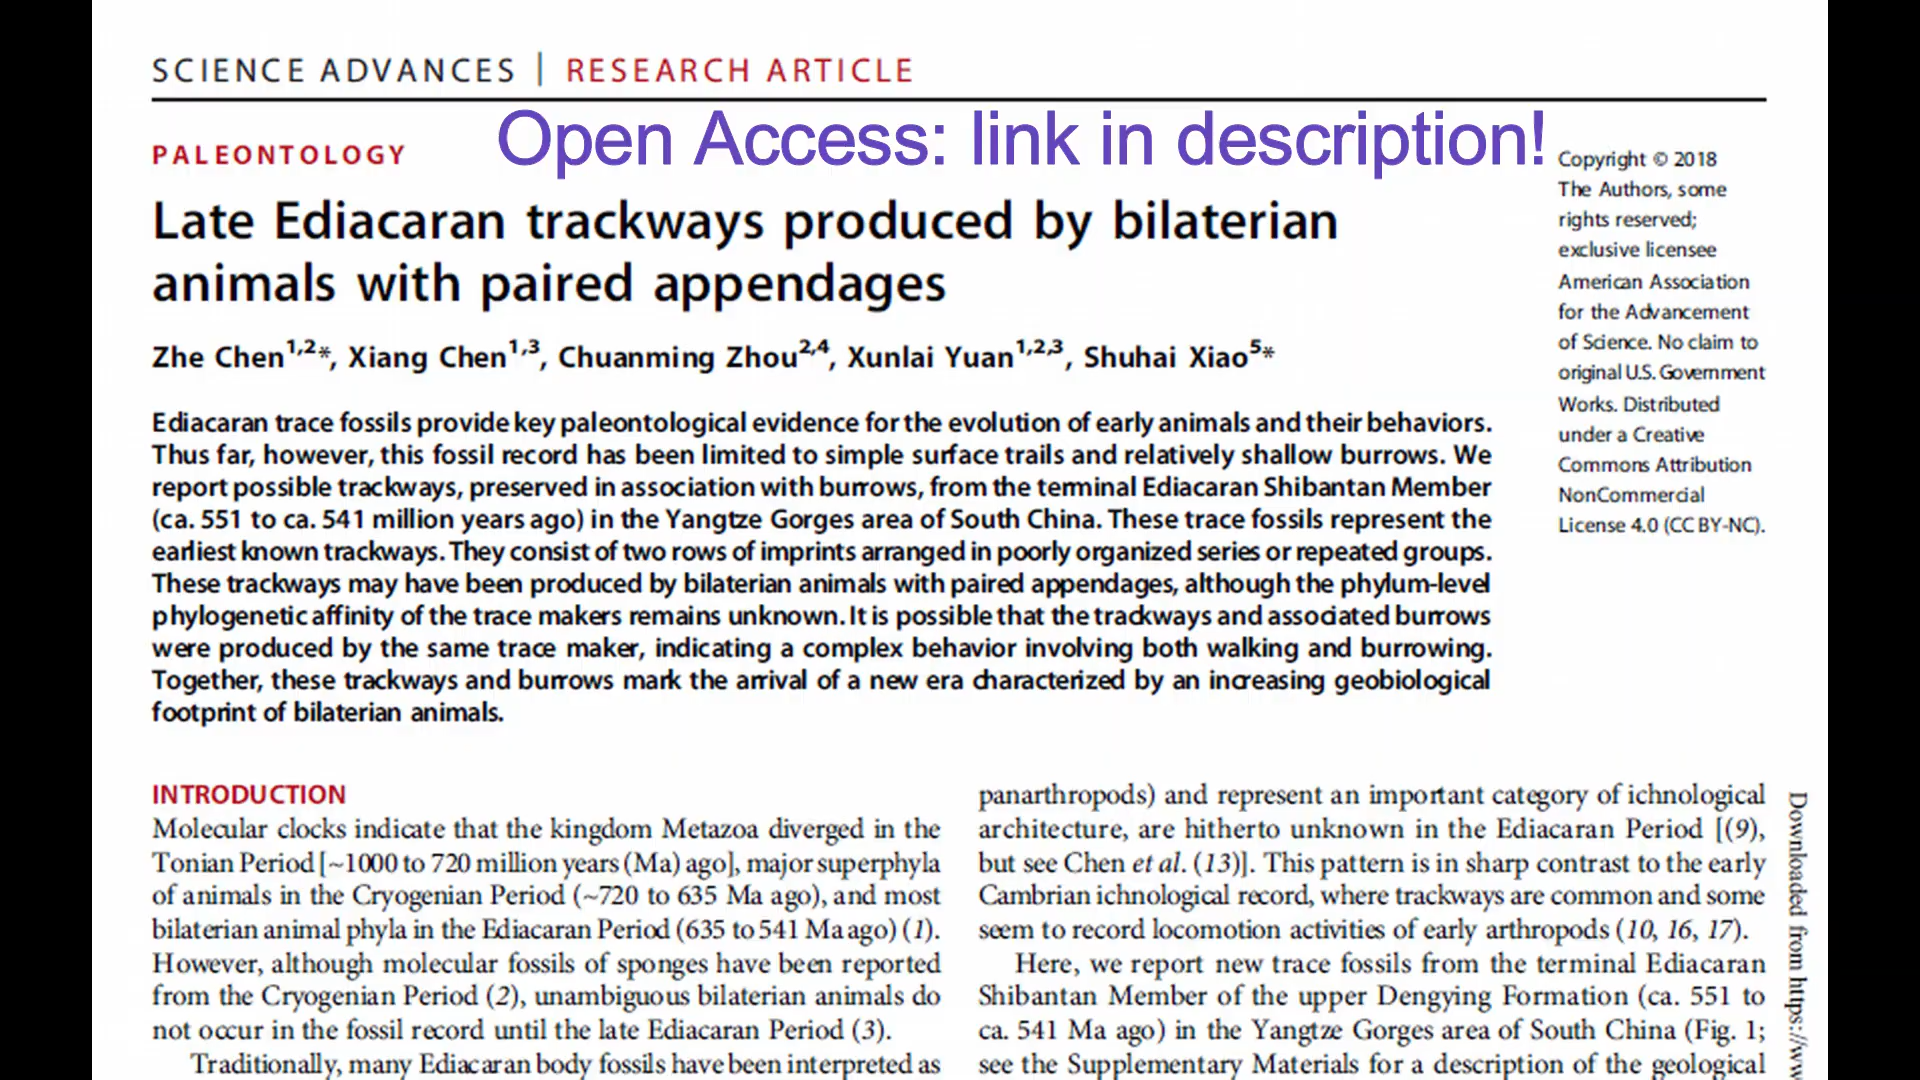 SCIENCE ADVANCES | RESEARCH ARTICLE
Open Access: link in description!
PALEONTOLOGY
Late Ediacaran trackways produced by bilaterian
animals with paired appendages
Zhe Chen1,2*, Xiang Chen1,3, Chuanming Zhou2,4, Xunlai Yuan1,2,3, Shuhai Xiao5*
Ediacaran trace fossils provide key paleontological evidence for the evolution of early animals and their behaviors.
Thus far, however, this fossil record has been limited to simple surface trails and relatively shallow burrows. We
report possible trackways, preserved in association with burrows, from the terminal Ediacaran Shibantan Member
(ca. 551 to ca. 541 million years ago) in the Yangtze Gorges area of South China. These trace fossils represent the
earliest known trackways. They consist of two rows of imprints arranged in poorly organized series or repeated groups.
These trackways may have been produced by bilaterian animals with paired appendages, although the phylum-level
phylogenetic affinity of the trace makers remains unknown. It is possible that the trackways and associated burrows
were produced by the same trace maker, indicating a complex behavior involving both walking and burrowing.
Together, these trackways and burrows mark the arrival of a new era characterized by an increasing geobiological
footprint of bilaterian animals.
Copyright © 2018
The Authors, some
rights reserved;
exclusive licensee
American Association
for the Advancement
of Science. No claim to
original U.S. Government
Works. Distributed
under a Creative
Commons Attribution
NonCommercial
License 4.0 (CC BY-NC).
INTRODUCTION
Molecular clocks indicate that the kingdom Metazoa diverged in the
Tonian Period [~1000 to 720 million years (Ma) ago], major superphyla
of animals in the Cryogenian Period (~720 to 635 Ma ago), and most
bilaterian animal phyla in the Ediacaran Period (635 to 541 Ma ago) (1).
However, although molecular fossils of sponges have been reported
from the Cryogenian Period (2), unambiguous bilaterian animals do
not occur in the fossil record until the late Ediacaran Period (3).
Traditionally, many Ediacaran body fossils have been interpreted as
panarthropods) and represent an important category of ichnological
architecture, are hitherto unknown in the Ediacaran Period [(9),
but see Chen et al. (13)]. This pattern is in sharp contrast to the early
Cambrian ichnological record, where trackways are common and some
seem to record locomotion activities of early arthropods (10, 16, 17).
Here, we report new trace fossils from the terminal Ediacaran
Shibantan Member of the upper Dengying Formation (ca. 551 to
ca. 541 Ma ago) in the Yangtze Gorges area of South China (Fig. 1;
see the Supplementary Materials for a description of the geological
Downloaded from https://ww